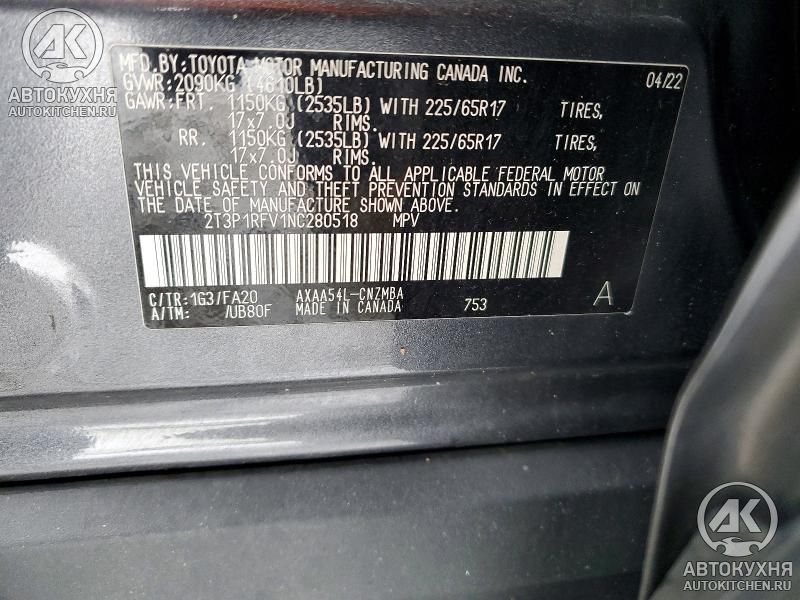 MFD.BY:TOYOTA MOTOR MANUFACTURING CANADA INC.
GVWR:2090KG (4610LB) 04/22
GAWR:FRT. 1150KG (2535LB) WITH 225/65R17 TIRES,
17x7.0J RIMS.
RR. 1150KG (2535LB) WITH 225/65R17 TIRES,
17x7.0J RIMS.
THIS VEHICLE CONFORMS TO ALL APPLICABLE FEDERAL MOTOR
VEHICLE SAFETY AND THEFT PREVENTION STANDARDS IN EFFECT ON
THE DATE OF MANUFACTURE SHOWN ABOVE.
2T3P1RFV1NC280518 MPV
C/TR:1G3/FA20 AXAA54L-CNZMBA
A/TM: /UB80F MADE IN CANADA 753 A
АК
АВТОКУХНЯ
AUTOKITCHEN.RU
АК
АВТОКУХНЯ
AUTOKITCHEN.RU